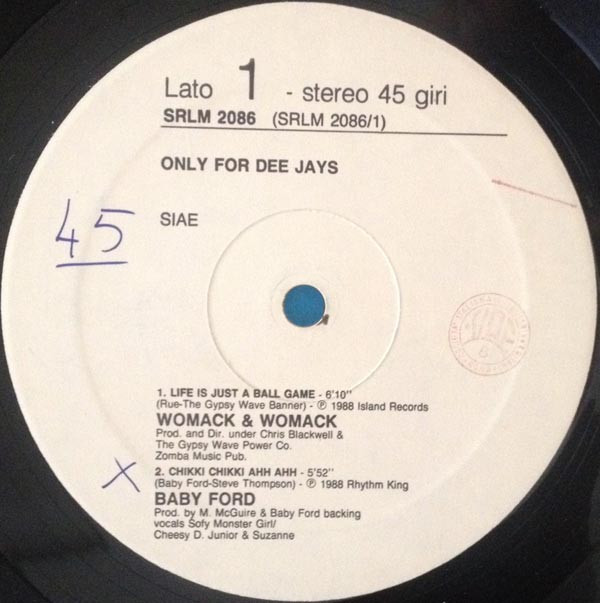 Lato 1 - stereo 45 giri
SRLM 2086 (SRLM 2086/1)
ONLY FOR DEE JAYS
45
SIAE
1. LIFE IS JUST A BALL GAME - 6'10"
(Rue-The Gypsy Wave Banner) - ℗ 1988 Island Records
WOMACK & WOMACK
Prod. and Dir. under Chris Blackwell &
The Gypsy Wave Power Co.
Zomba Music Pub.
X 2. CHIKKI CHIKKI AHH AHH - 5'52"
(Baby Ford-Steve Thompson) - ℗ 1988 Rhythm King
BABY FORD
Prod. by M. McGuire & Baby Ford backing
vocals Sofy Monster Girl/
Cheesy D. Junior & Suzanne